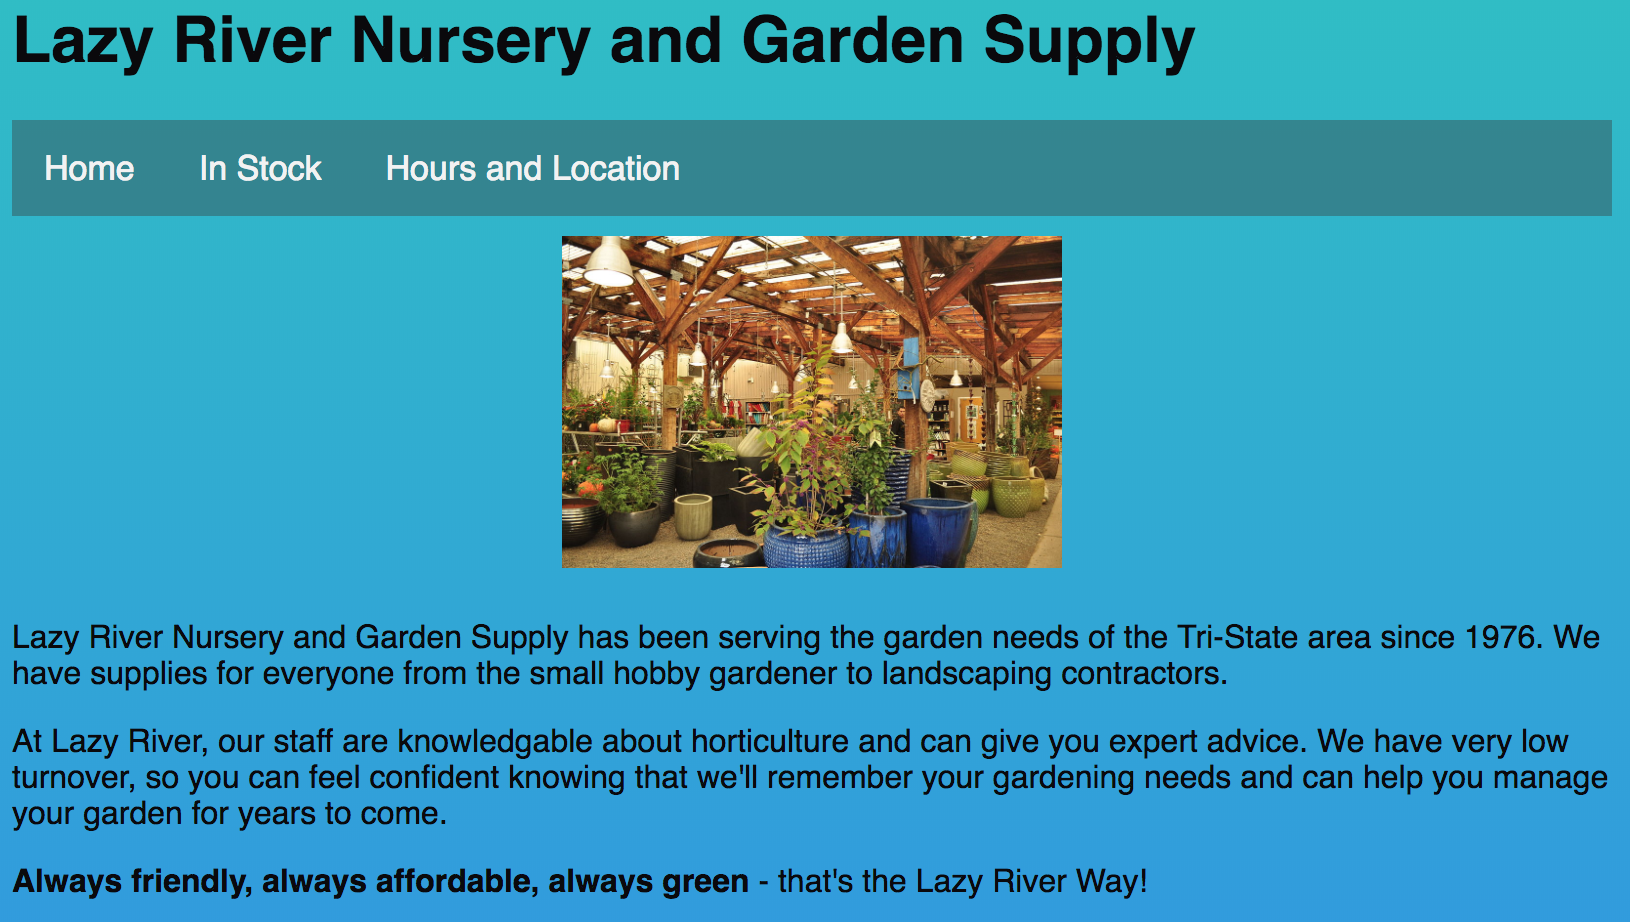 Lazy River Nursery and Garden Supply
Home In Stock Hours and Location
Lazy River Nursery and Garden Supply has been serving the garden needs of the Tri-State area since 1976. We
have supplies for everyone from the small hobby gardener to landscaping contractors.
At Lazy River, our staff are knowledgable about horticulture and can give you expert advice. We have very low
turnover, so you can feel confident knowing that we'll remember your gardening needs and can help you manage
your garden for years to come.
Always friendly, always affordable, always green - that's the Lazy River Way!